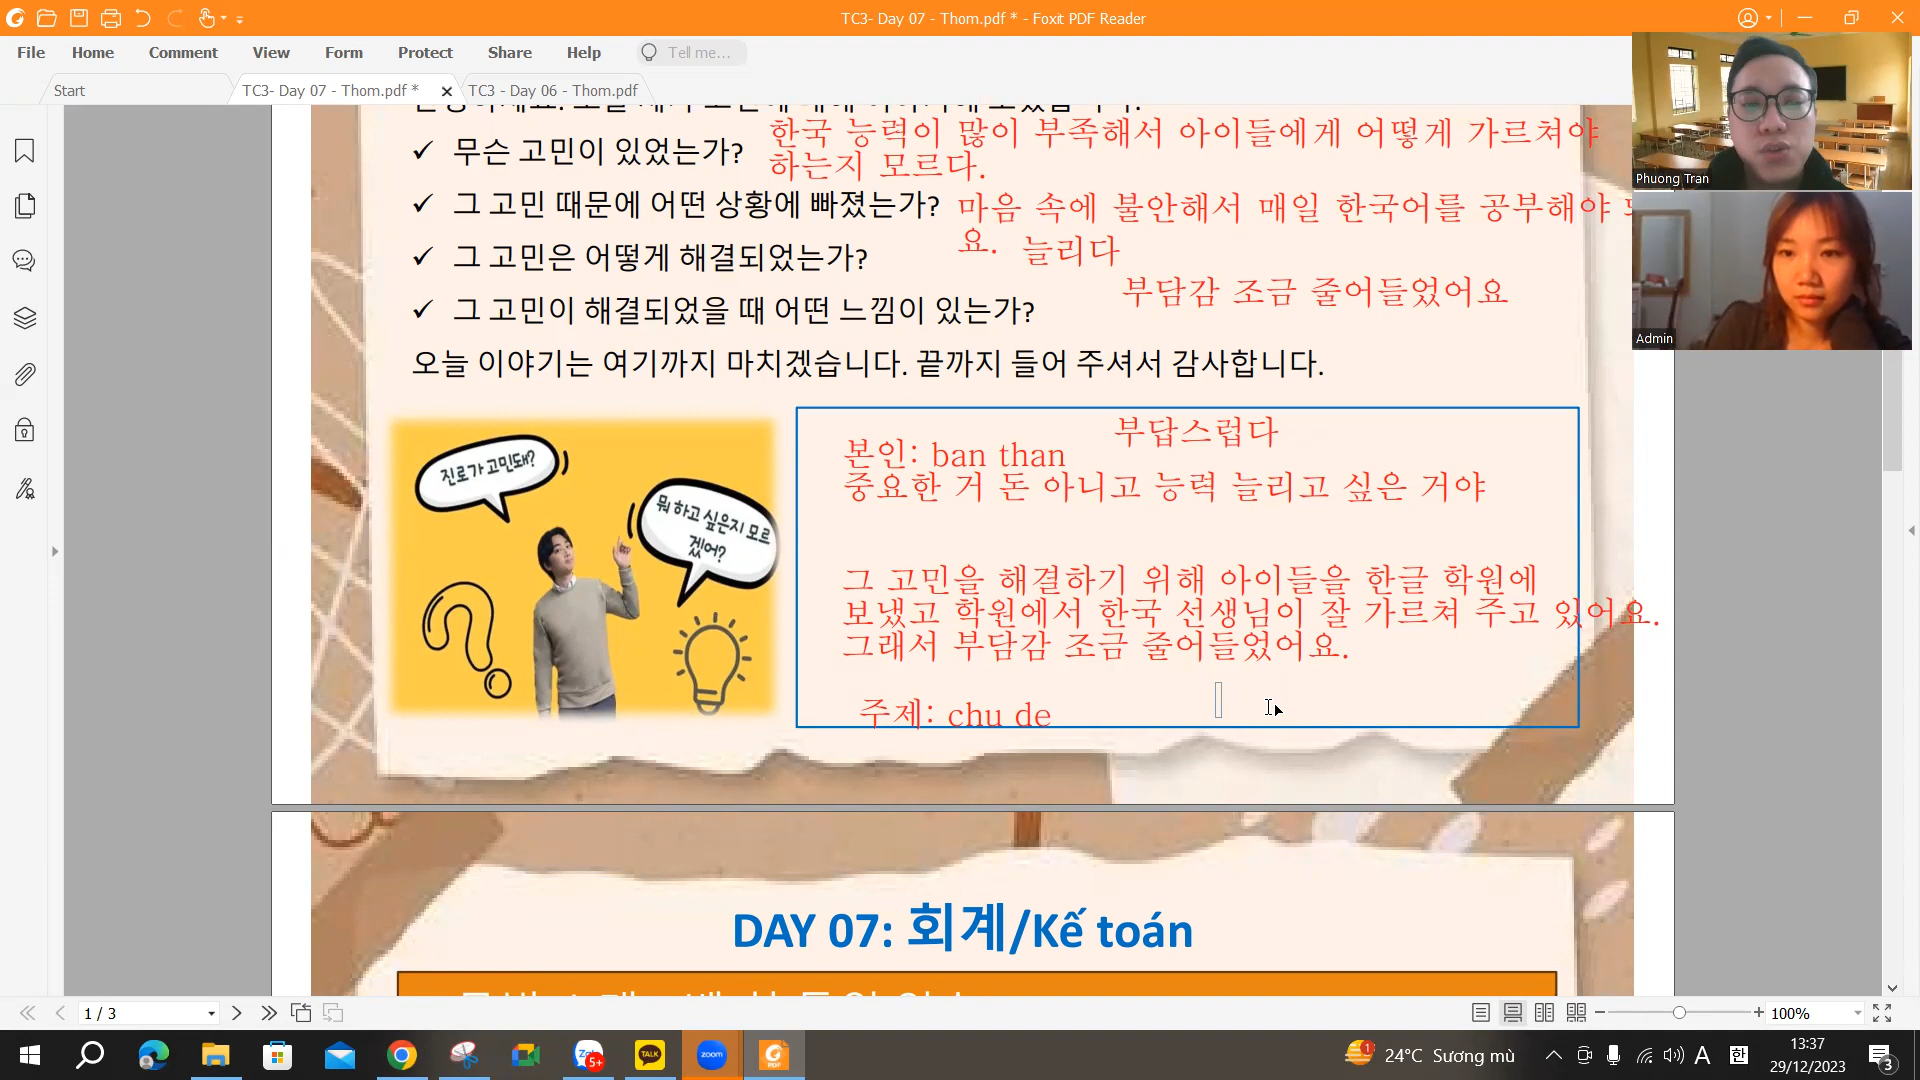 TC3- Day 07 - Thom.pdf * - Foxit PDF Reader
File Home Comment View Form Protect Share Help Tell me...
Start TC3- Day 07 - Thom.pdf * TC3 - Day 06 - Thom.pdf
한국 능력이 많이 부족해서 아이들에게 어떻게 가르쳐야
✓ 무슨 고민이 있었는가?
하는지 모르다.
✓ 그 고민 때문에 어떤 상황에 빠졌는가?
마음 속에 불안해서 매일 한국어를 공부해야
요. 늘리다
✓ 그 고민은 어떻게 해결되었는가?
부담감 조금 줄어들었어요
✓ 그 고민이 해결되었을 때 어떤 느낌이 있는가?
오늘 이야기는 여기까지 마치겠습니다. 끝까지 들어 주셔서 감사합니다.
진로가 고민돼?
뭐 하고 싶은지 모르
겠어?
부답스럽다
본인: ban than
중요한 거 돈 아니고 능력 늘리고 싶은 거야
그 고민을 해결하기 위해 아이들을 한글 학원에
보냈고 학원에서 한국 선생님이 잘 가르쳐 주고 있어요.
그래서 부담감 조금 줄어들었어요.
주제: chu de
DAY 07: 회계/Kế toán
Phuong Tran
Admin
1 / 3
100%
TALK
zoom
5+
PDF
1
24°C Sương mù
A
한
13:37
29/12/2023
3